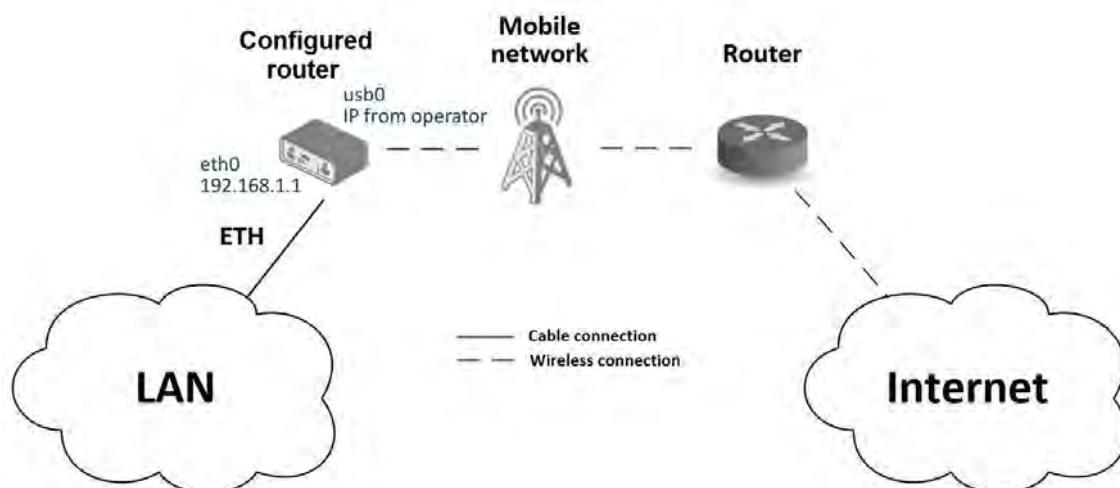 Configured
router
usb0
IP from operator
eth0
192.168.1.1
ETH
Mobile
network
Router
Cable connection
Wireless connection
LAN
Internet